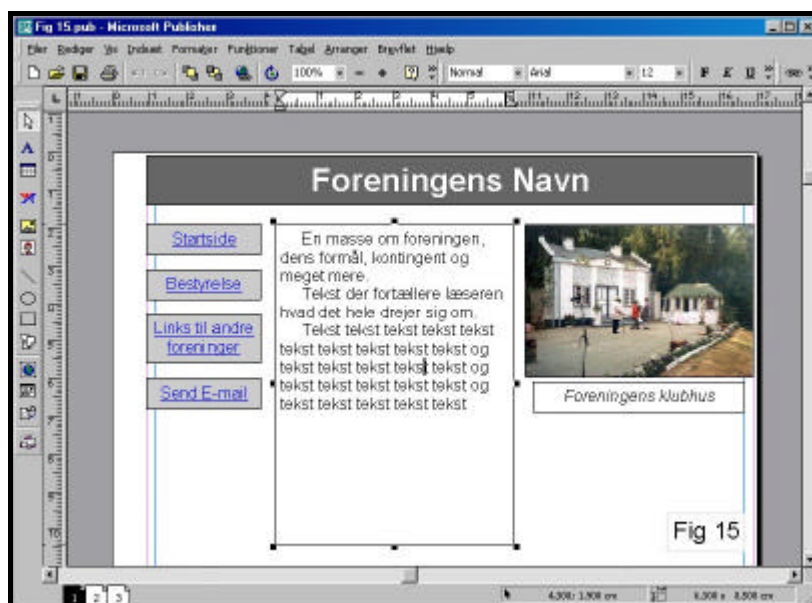 Fig 15.pub - Microsoft Publisher
Filer Rediger Vis Indsæt Formater Funktioner Tabel Arranger Brevflet Hjælp
100% Normal Arial 12 F K U
Foreningens Navn
Startside
Bestyrelse
Links til andre
foreninger
Send E-mail
En masse om foreningen,
dens formål, kontingent og
meget mere.
Tekst der fortællere læseren
hvad det hele drejer sig om.
Tekst tekst tekst tekst tekst
tekst tekst tekst tekst tekst og
tekst tekst tekst tekst tekst og
tekst tekst tekst tekst tekst og
tekst tekst tekst tekst tekst
Foreningens klubhus
Fig 15
1 2 3